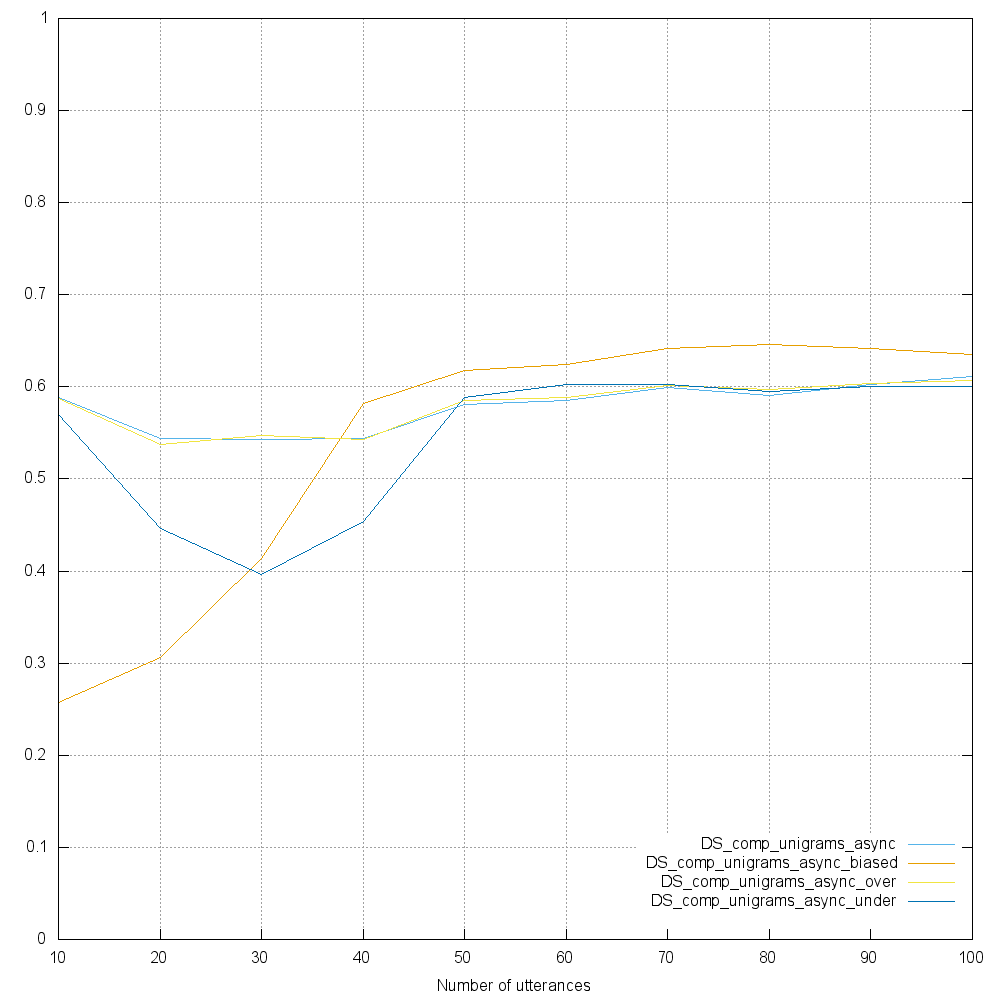 1
0.9
0.8
0.7
0.6
0.5
0.4
0.3
0.2
0.1
0
DS_comp_unigrams_async
DS_comp_unigrams_async_biased
DS_comp_unigrams_async_over
DS_comp_unigrams_async_under
10 20 30 40 50 60 70 80 90 100
Number of utterances